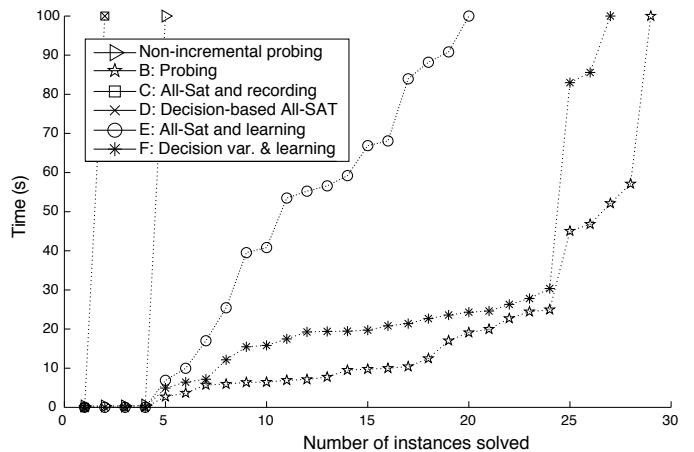 100
90
80
70
60
50
40
30
20
10
0
Time (s)
Non-incremental probing
B: Probing
C: All-Sat and recording
D: Decision-based All-SAT
E: All-Sat and learning
F: Decision var. & learning
0 5 10 15 20 25 30
Number of instances solved